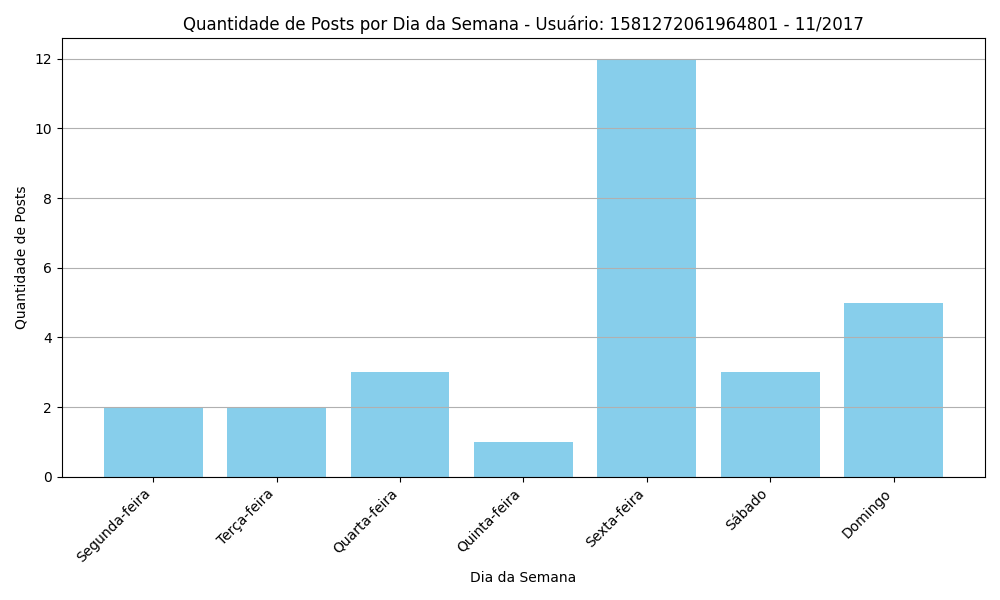 Quantidade de Posts por Dia da Semana - Usuário: 1581272061964801 - 11/2017
Quantidade de Posts
12
10
8
6
4
2
0
Segunda-feira
Terça-feira
Quarta-feira
Quinta-feira
Sexta-feira
Sábado
Domingo
Dia da Semana